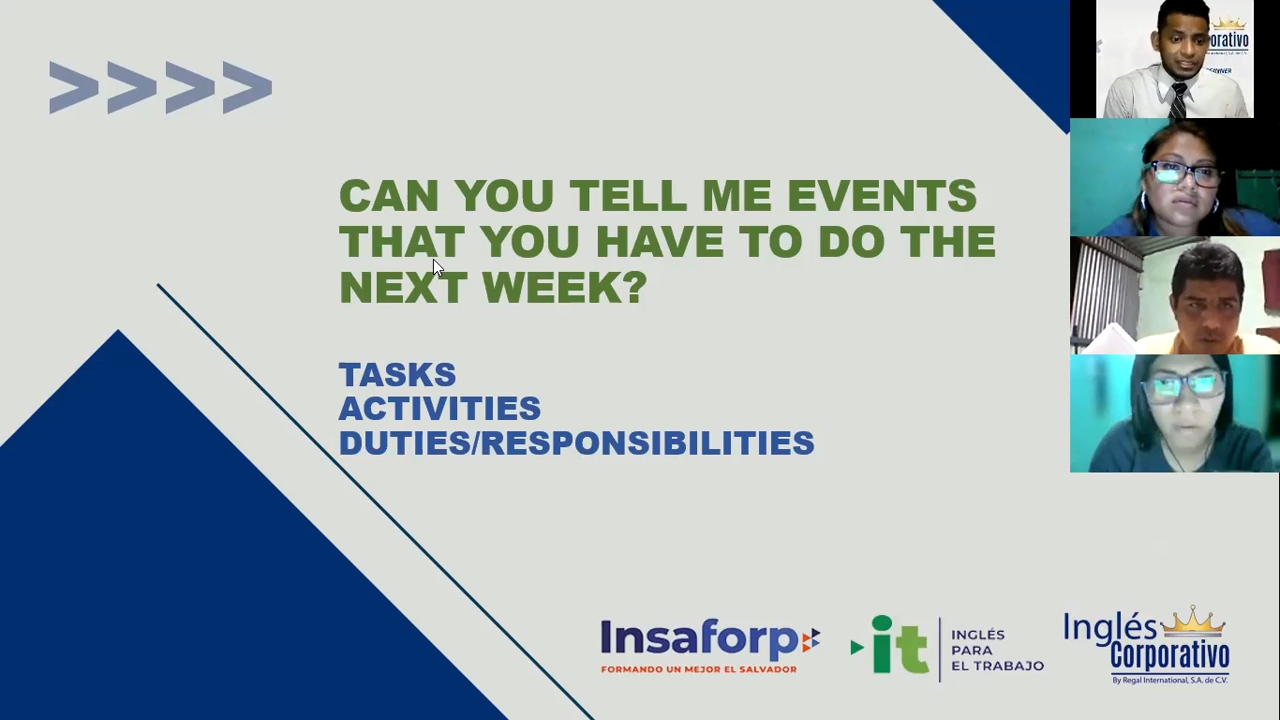 >>>>
CAN YOU TELL ME EVENTS
THAT YOU HAVE TO DO THE
NEXT WEEK?
TASKS
ACTIVITIES
DUTIES/RESPONSIBILITIES
Insaforp
FORMANDO UN MEJOR EL SALVADOR
it
INGLÉS
PARA
EL TRABAJO
Inglés
Corporativo
By Regal International, S.A. de C.V.
orativo